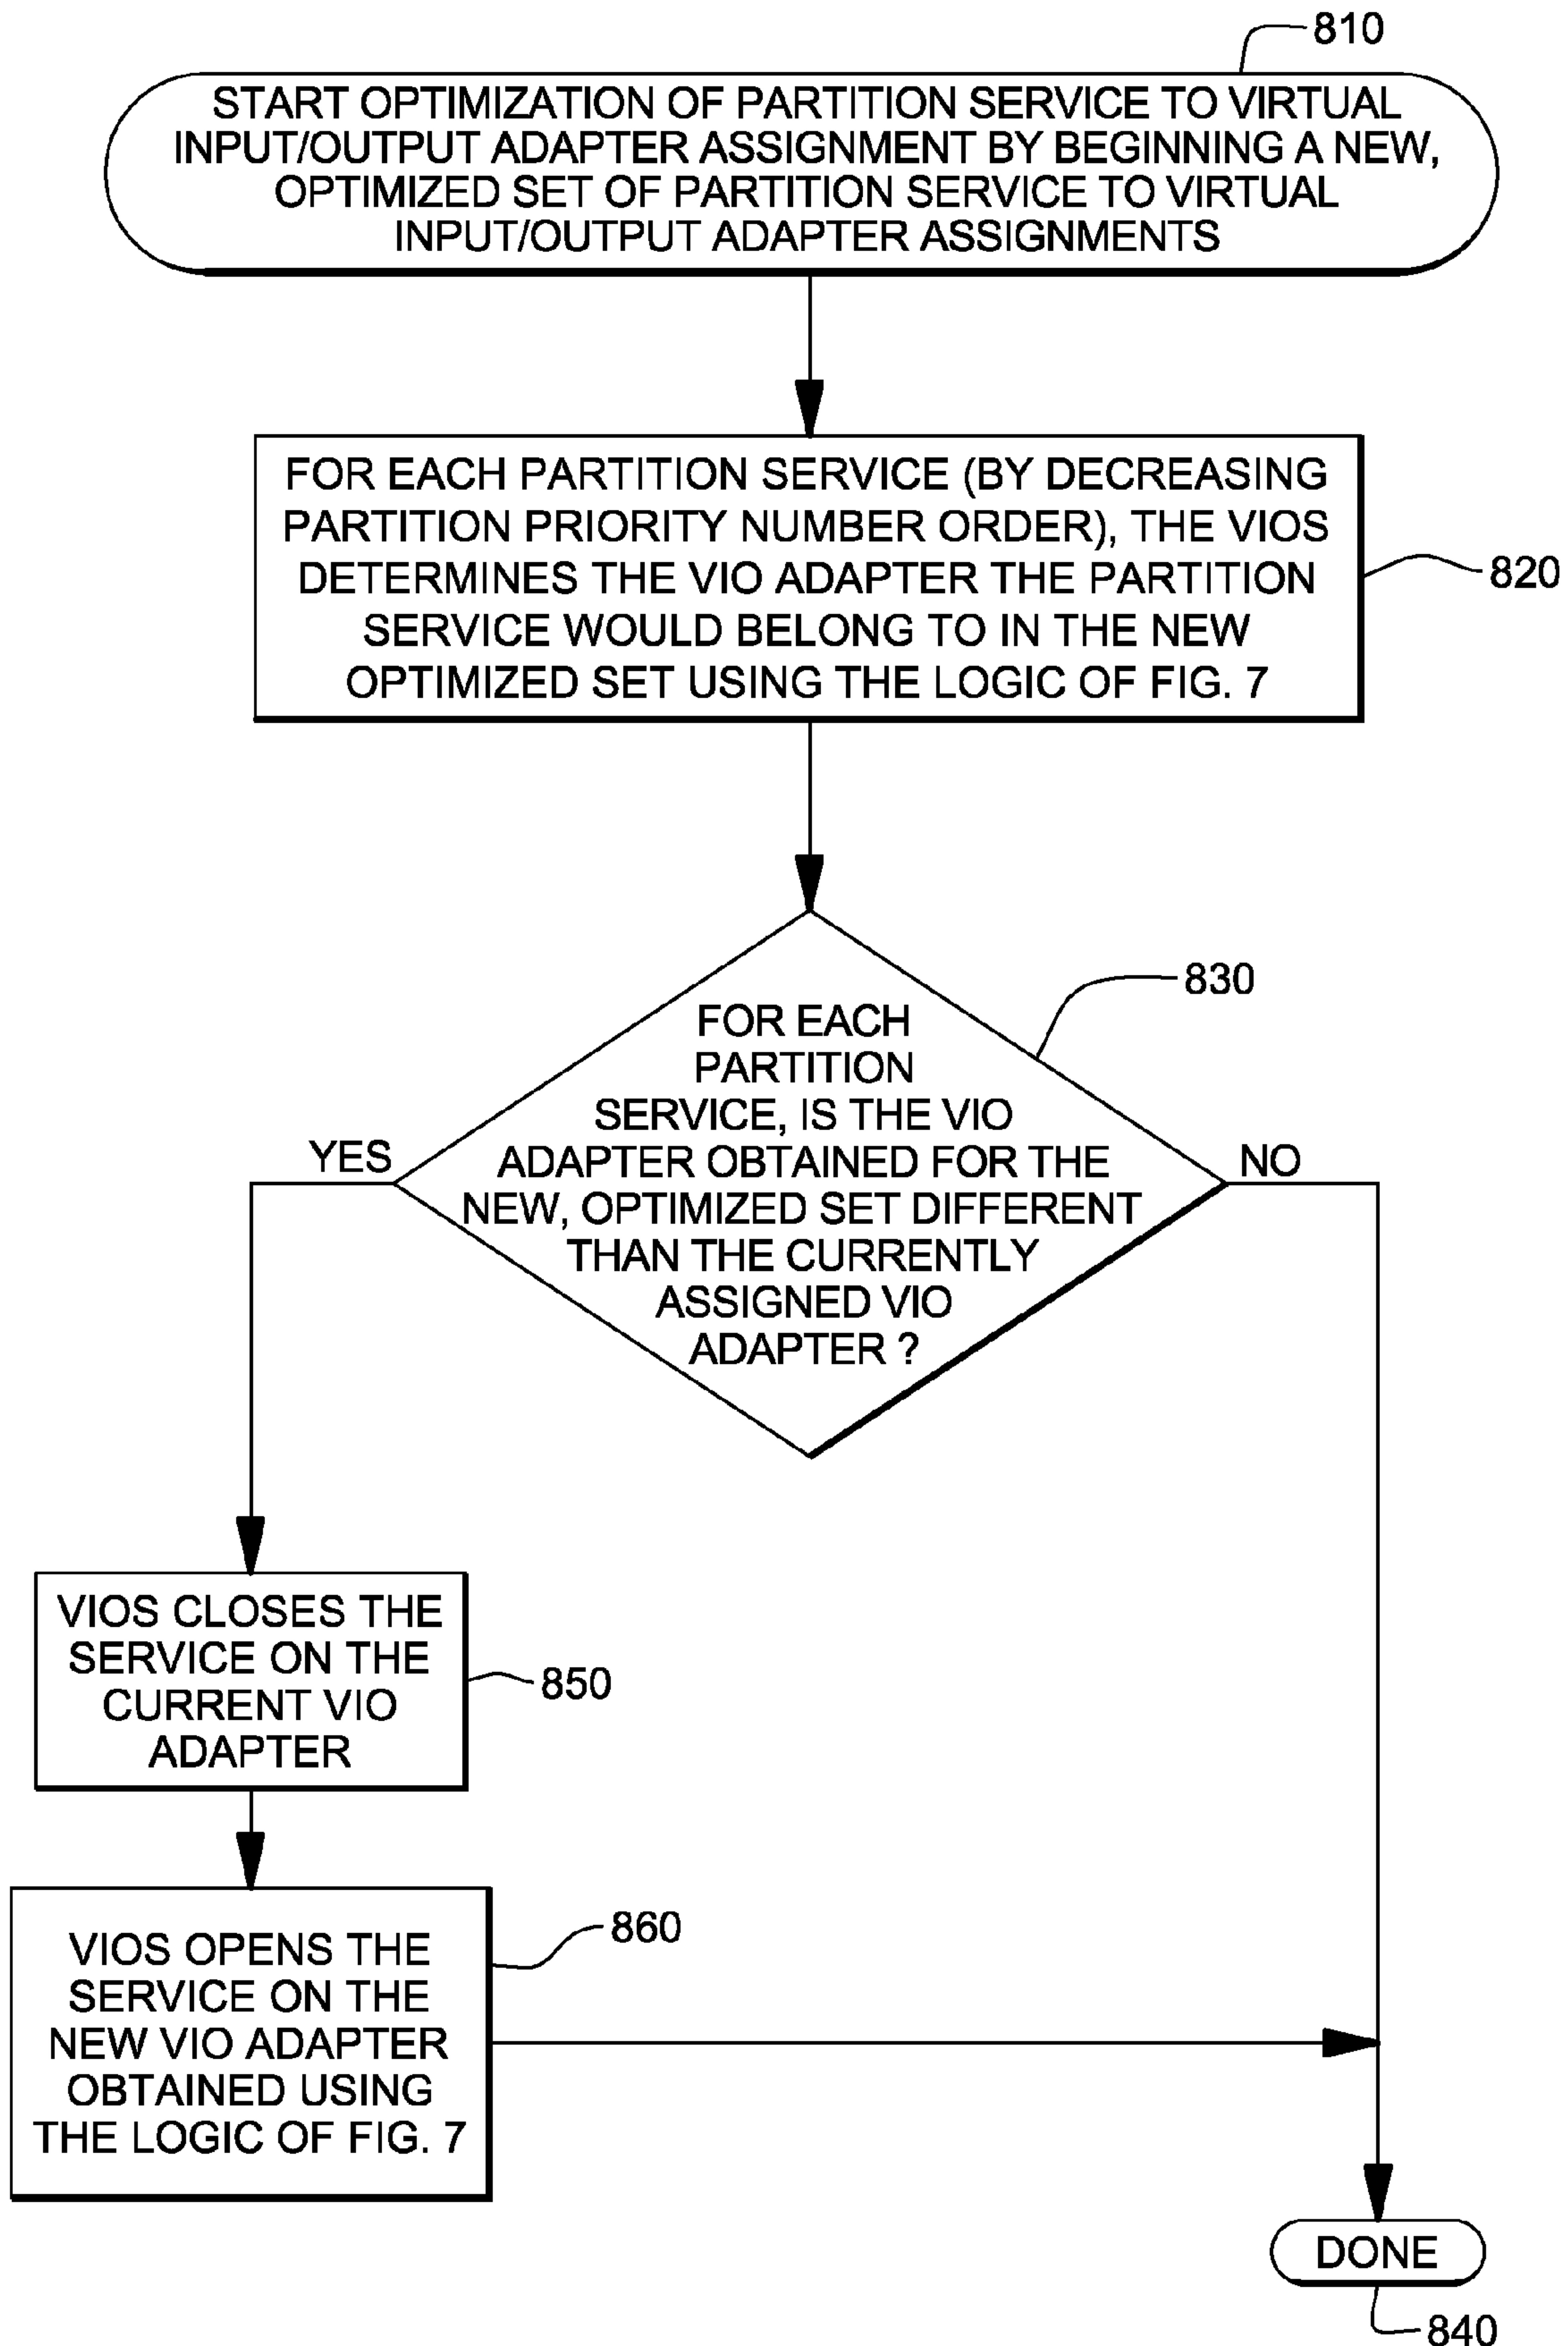 810
START OPTIMIZATION OF PARTITION SERVICE TO VIRTUAL
INPUT/OUTPUT ADAPTER ASSIGNMENT BY BEGINNING A NEW,
OPTIMIZED SET OF PARTITION SERVICE TO VIRTUAL
INPUT/OUTPUT ADAPTER ASSIGNMENTS
FOR EACH PARTITION SERVICE (BY DECREASING
PARTITION PRIORITY NUMBER ORDER), THE VIOS
DETERMINES THE VIO ADAPTER THE PARTITION
SERVICE WOULD BELONG TO IN THE NEW
OPTIMIZED SET USING THE LOGIC OF FIG. 7
820
830
FOR EACH
PARTITION
SERVICE, IS THE VIO
ADAPTER OBTAINED FOR THE
NEW, OPTIMIZED SET DIFFERENT
THAN THE CURRENTLY
ASSIGNED VIO
ADAPTER ?
YES
NO
VIOS CLOSES THE
SERVICE ON THE
CURRENT VIO
ADAPTER
850
VIOS OPENS THE
SERVICE ON THE
NEW VIO ADAPTER
OBTAINED USING
THE LOGIC OF FIG. 7
860
DONE
840